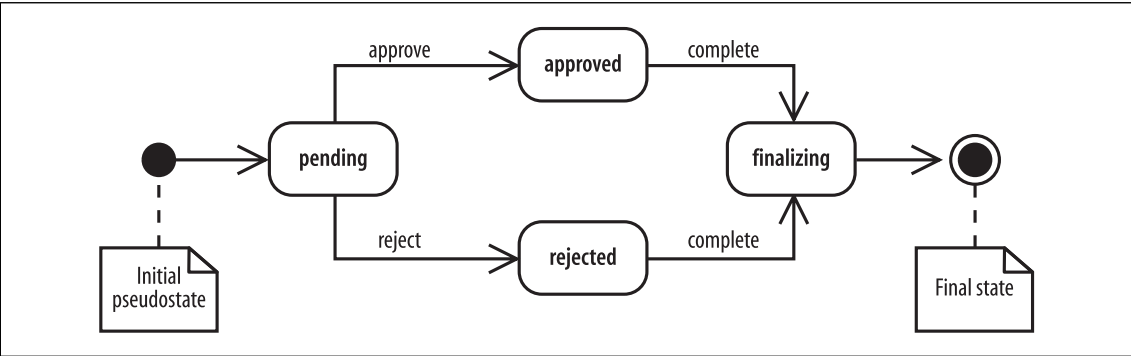 approve
approved
complete
pending
finalizing
reject
rejected
complete
Initial
pseudostate
Final state